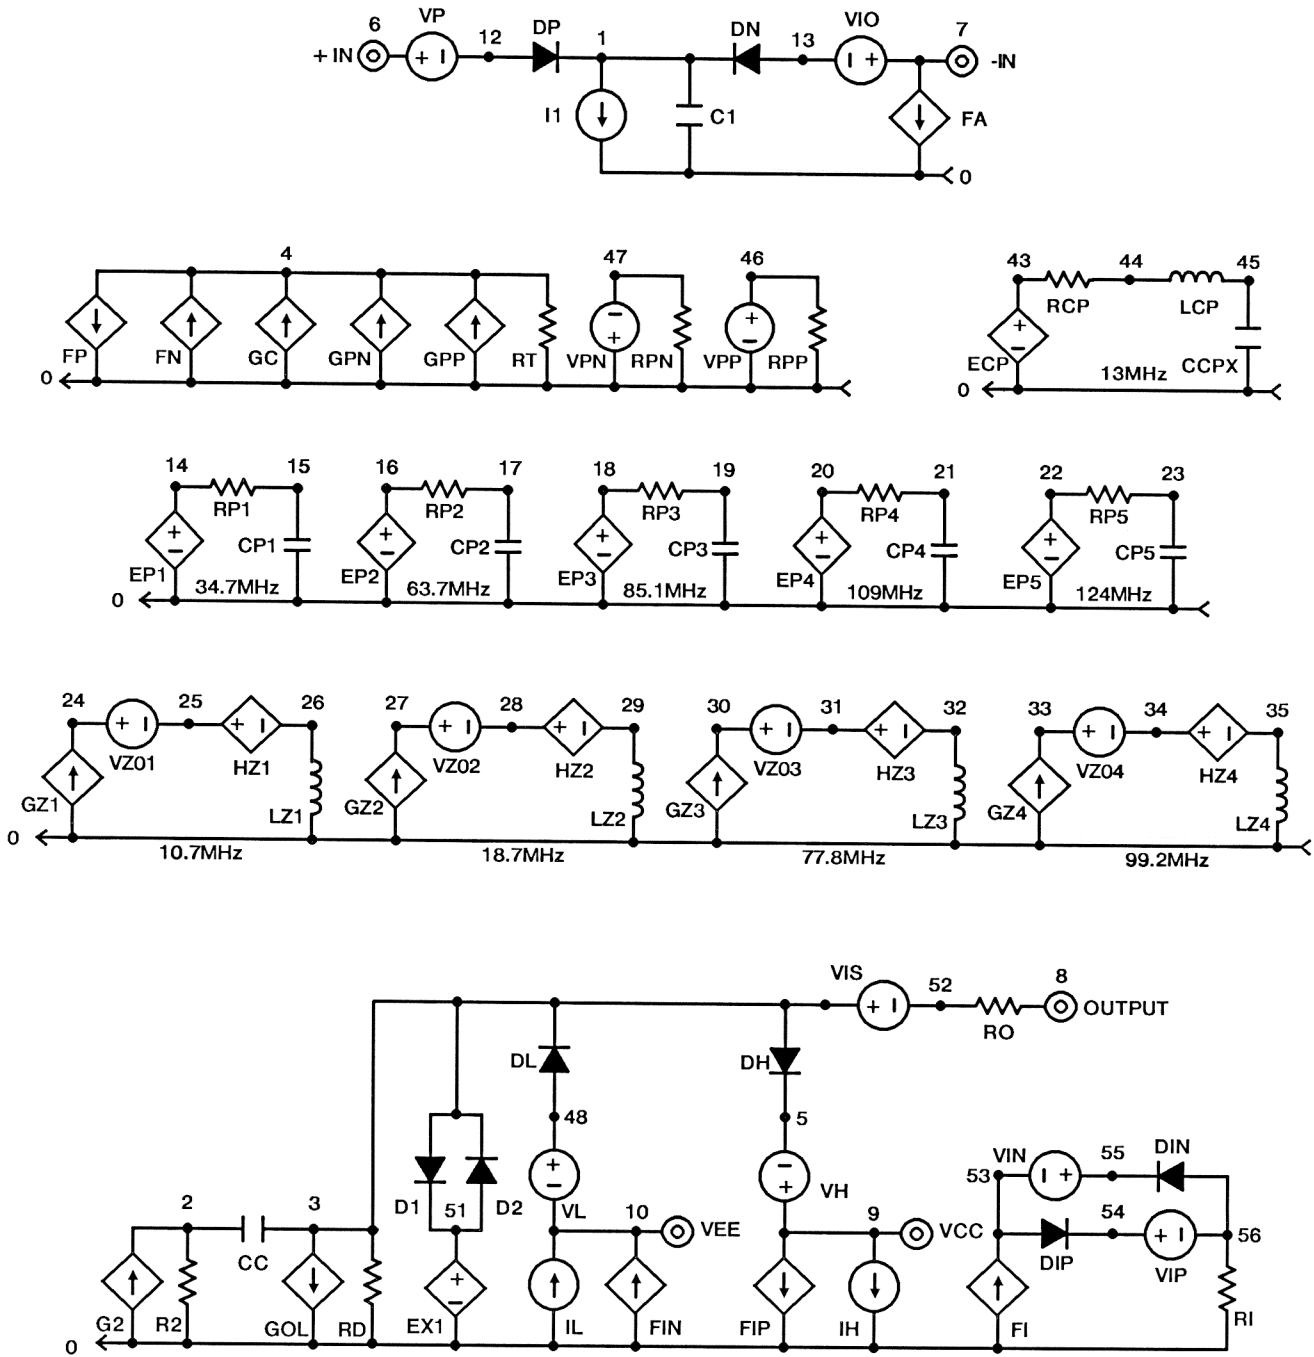 6 VP 12 DP 1 DN 13 VIO 7
+ IN -IN
I1 C1 FA
0
4 47 46 43 44 45
RCP LCP
FP FN GC GPN GPP RT VPN RPN VPP RPP ECP CCPX
0 0 13MHz
14 15 16 17 18 19 20 21 22 23
RP1 RP2 RP3 RP4 RP5
CP1 CP2 CP3 CP4 CP5
EP1 EP2 EP3 EP4 EP5
0 34.7MHz 63.7MHz 85.1MHz 109MHz 124MHz
24 25 26 27 28 29 30 31 32 33 34 35
VZ01 HZ1 VZ02 HZ2 VZ03 HZ3 VZ04 HZ4
GZ1 LZ1 GZ2 LZ2 GZ3 LZ3 GZ4 LZ4
0 10.7MHz 18.7MHz 77.8MHz 99.2MHz
VIS 52 8
RO OUTPUT
DL DH
48 5
VIN 55 DIN
53
2 3 D1 51 D2 VL 10 VEE VH 9 VCC 54 56
CC DIP VIP
G2 R2 GOL RD EX1 IL FIN FIP IH FI RI
0